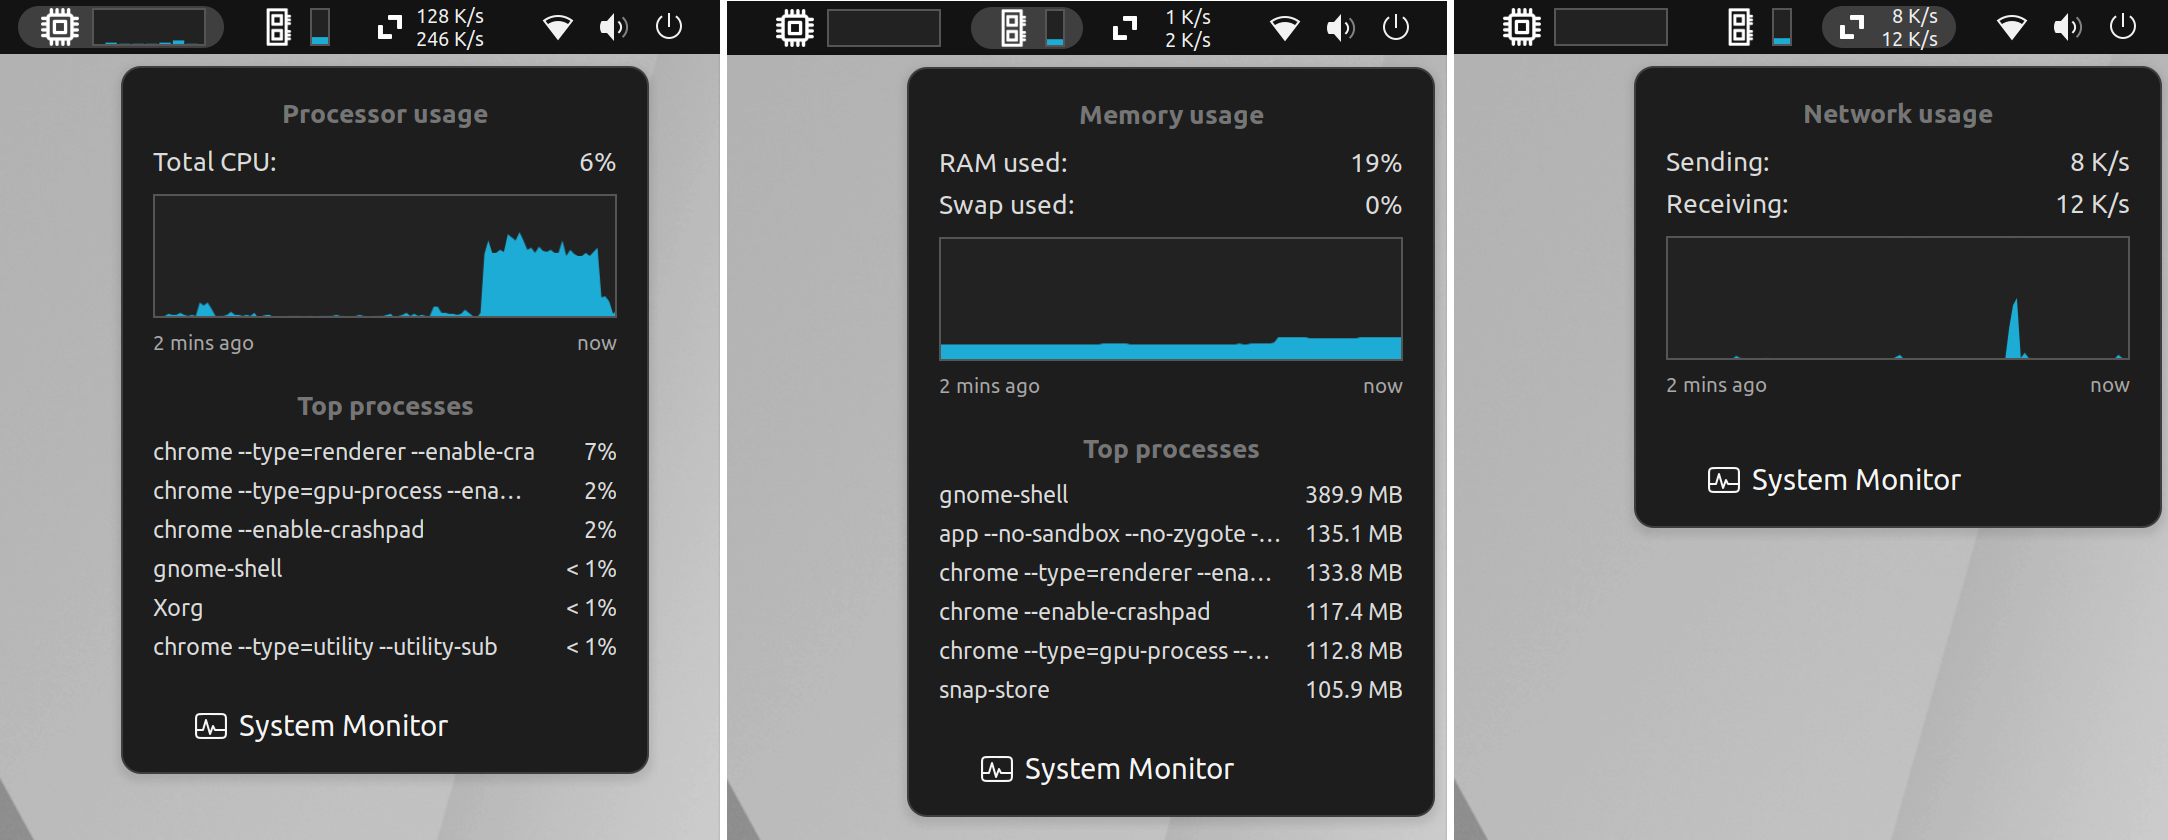 128 K/s
246 K/s
Processor usage
Total CPU: 6%
2 mins ago now
Top processes
chrome --type=renderer --enable-cra 7%
chrome --type=gpu-process --ena... 2%
chrome --enable-crashpad 2%
gnome-shell < 1%
Xorg < 1%
chrome --type=utility --utility-sub < 1%
System Monitor
1 K/s
2 K/s
Memory usage
RAM used: 19%
Swap used: 0%
2 mins ago now
Top processes
gnome-shell 389.9 MB
app --no-sandbox --no-zygote -... 135.1 MB
chrome --type=renderer --ena... 133.8 MB
chrome --enable-crashpad 117.4 MB
chrome --type=gpu-process --... 112.8 MB
snap-store 105.9 MB
System Monitor
8 K/s
12 K/s
Network usage
Sending: 8 K/s
Receiving: 12 K/s
2 mins ago now
System Monitor